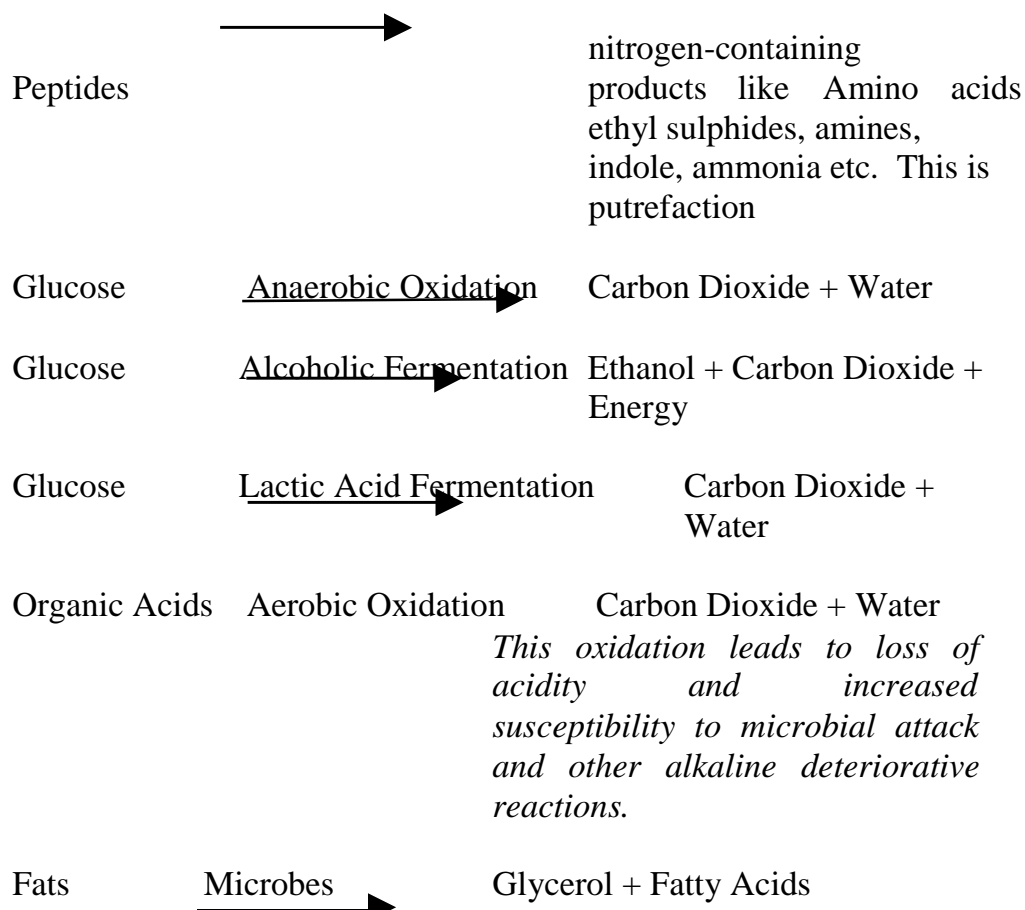 nitrogen-containing
Peptides products like Amino acids
ethyl sulphides, amines,
indole, ammonia etc. This is
putrefaction
Glucose Anaerobic Oxidation Carbon Dioxide + Water
Glucose Alcoholic Fermentation Ethanol + Carbon Dioxide +
Energy
Glucose Lactic Acid Fermentation Carbon Dioxide +
Water
Organic Acids Aerobic Oxidation Carbon Dioxide + Water
This oxidation leads to loss of
acidity and increased
susceptibility to microbial attack
and other alkaline deteriorative
reactions.
Fats Microbes Glycerol + Fatty Acids